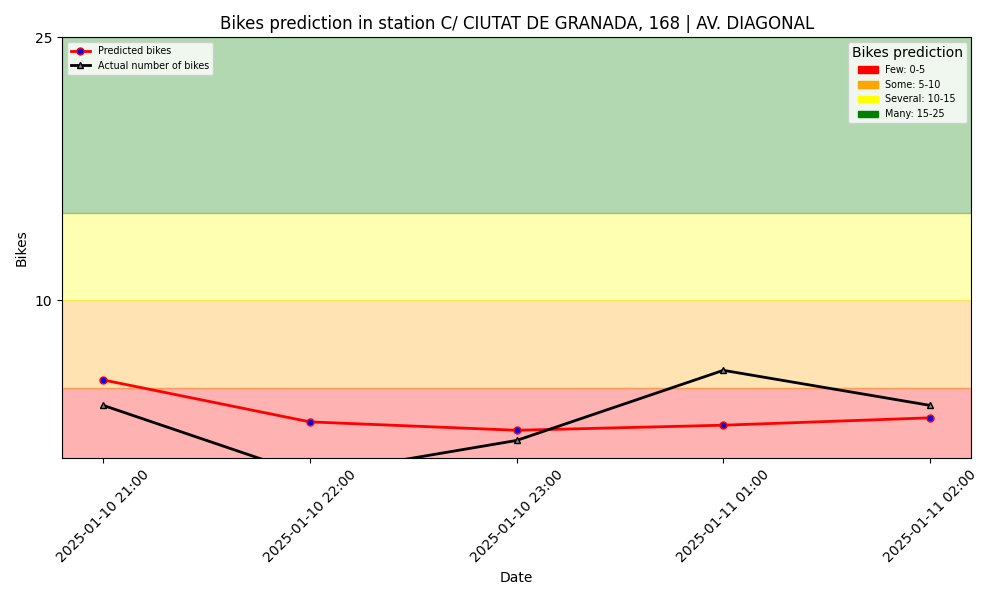 Bikes prediction in station C/ CIUTAT DE GRANADA, 168 | AV. DIAGONAL
25
Predicted bikes
Actual number of bikes
Bikes prediction
Few: 0-5
Some: 5-10
Several: 10-15
Many: 15-25
Bikes
10
2025-01-10 21:00
2025-01-10 22:00
2025-01-10 23:00
2025-01-11 01:00
2025-01-11 02:00
Date